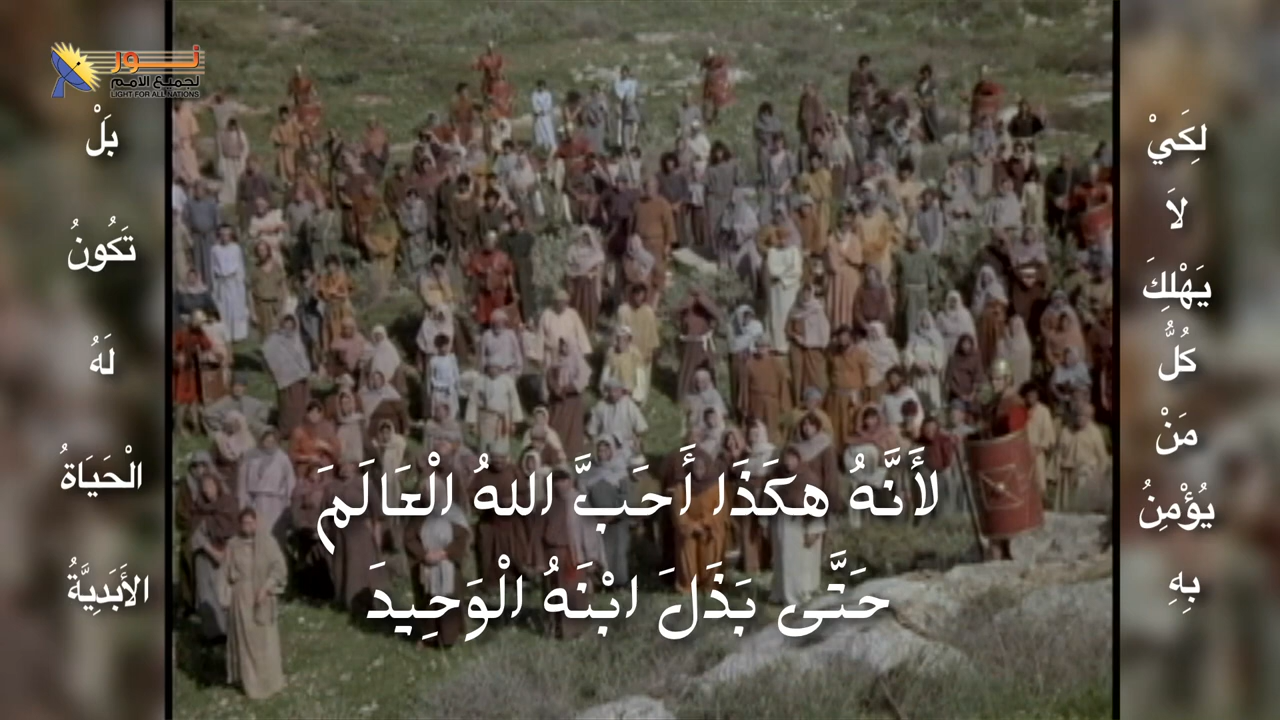 نور
لجميع الأمم
LIGHT FOR ALL NATIONS
لأَنَّهُ هكَذَا أَحَبَّ اللهُ الْعَالَمَ
حَتَّى بَذَلَ ابْنَهُ الْوَحِيدَ
لِكَيْ
لاَ
يَهْلِكَ
كُلُّ
مَنْ
يُؤْمِنُ
بِهِ
بَلْ
تَكُونُ
لَهُ
الْحَيَاةُ
الأَبَدِيَّةُ